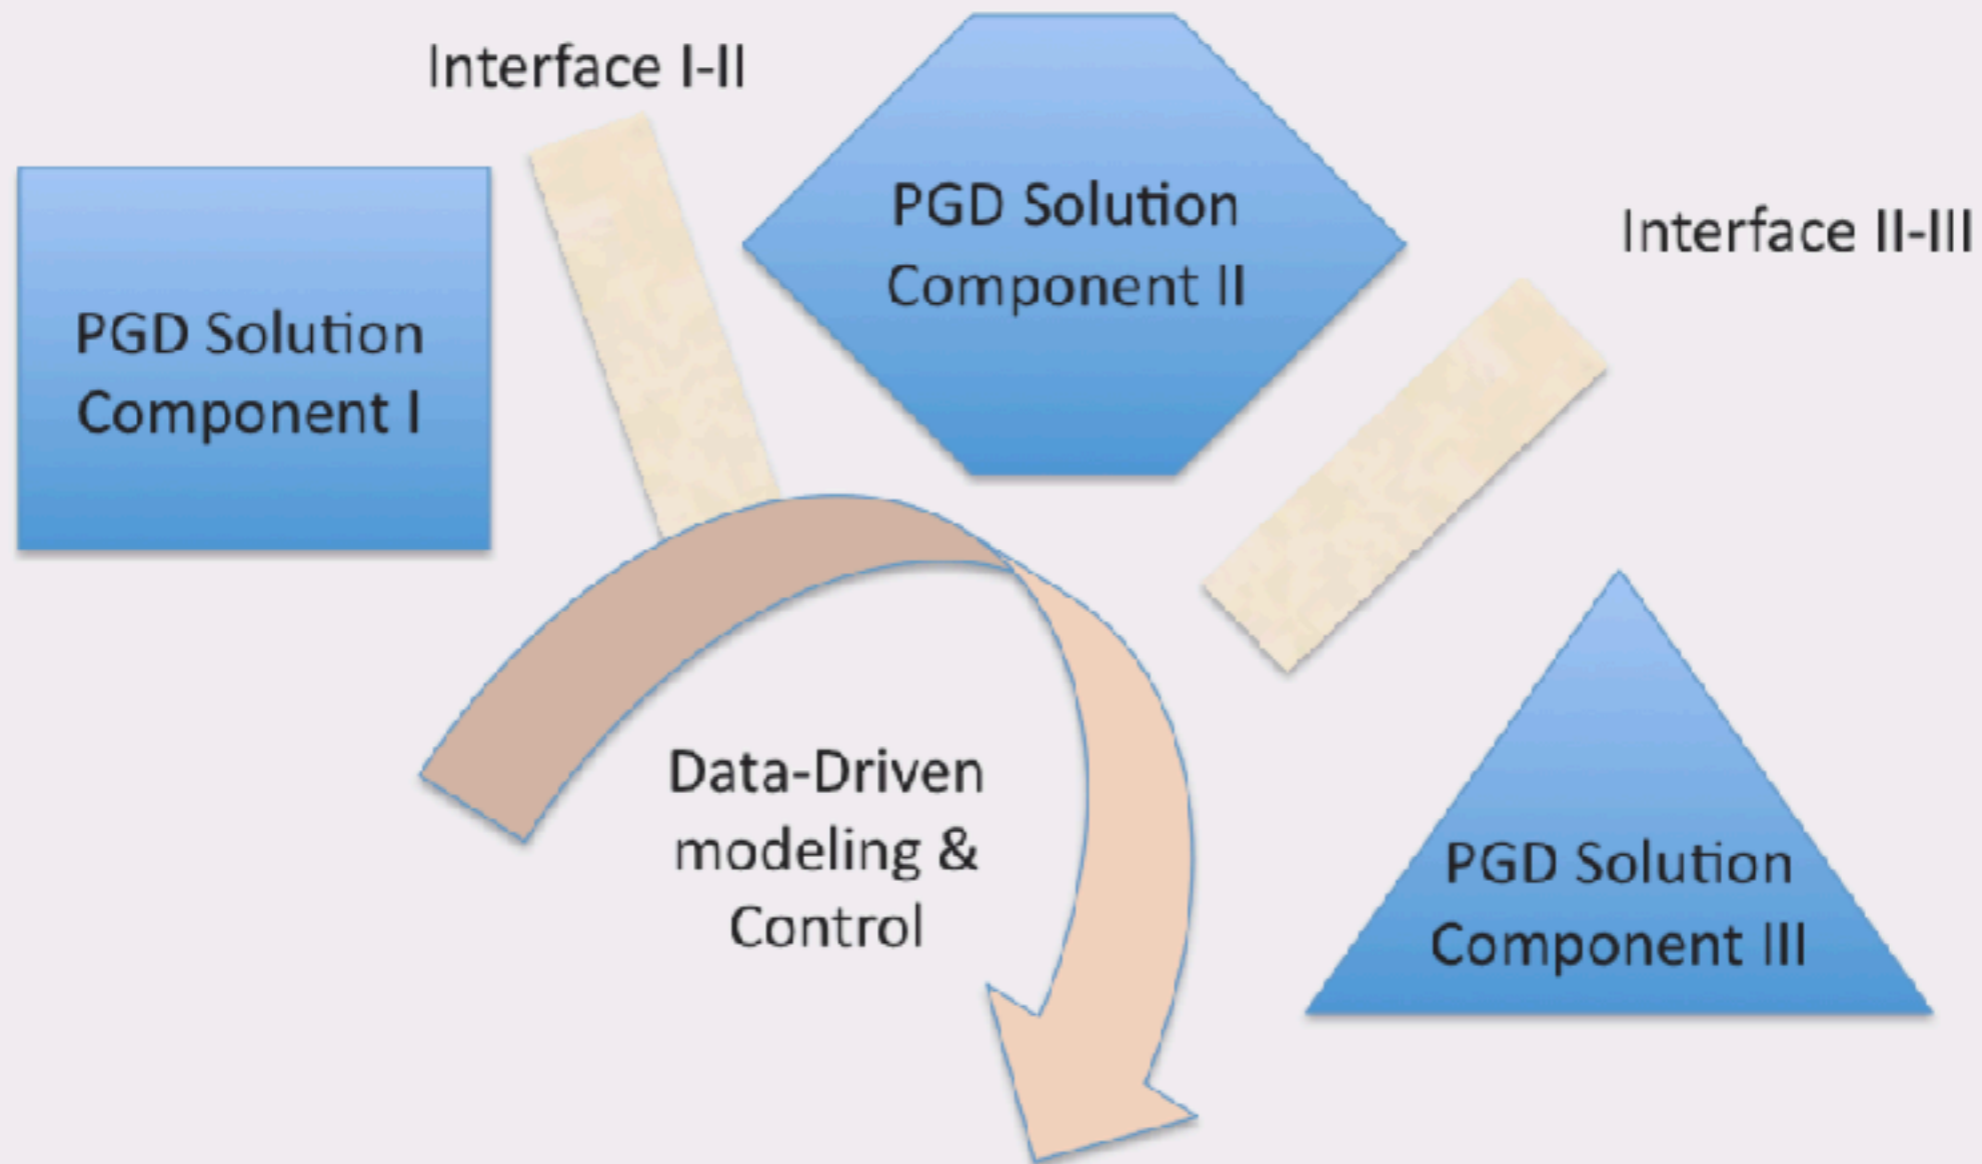 Interface I-II
PGD Solution
Component I
PGD Solution
Component II
Interface II-III
Data-Driven
modeling &
Control
PGD Solution
Component III